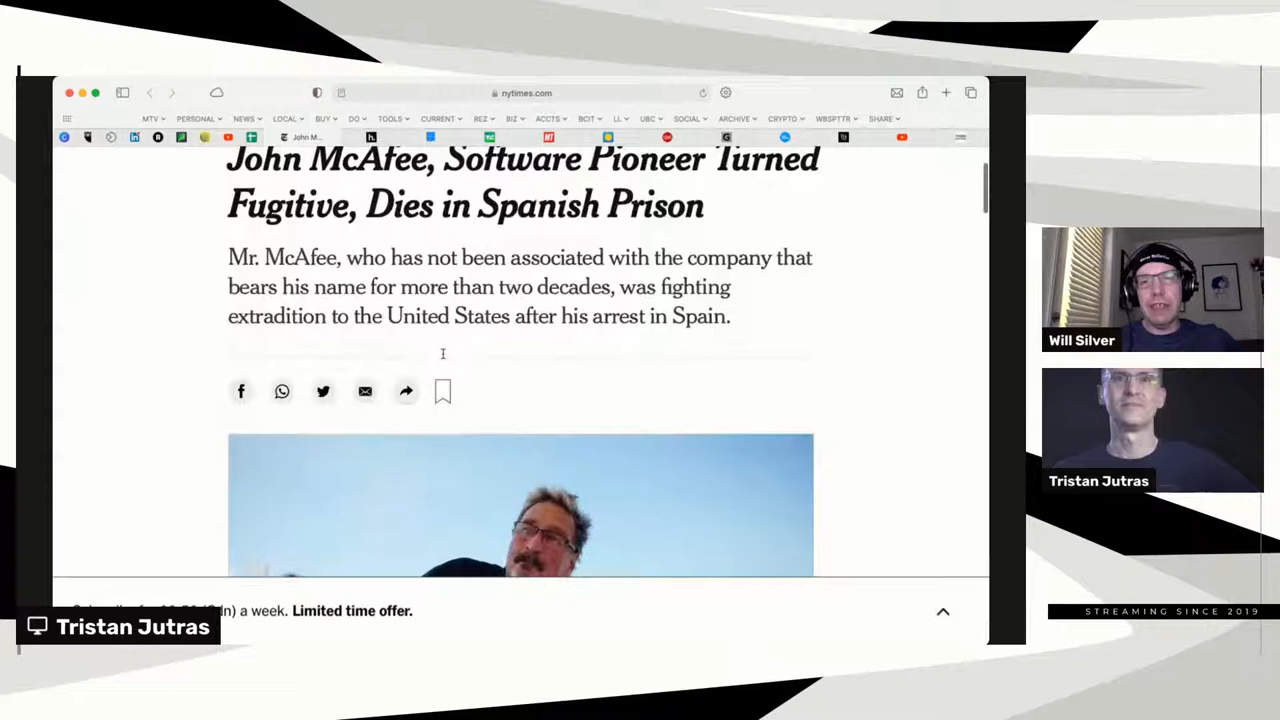 nytimes.com
MTV PERSONAL NEWS LOCAL BUY DO TOOLS CURRENT REZ BIZ ACCTS BCIT LL UBC SOCIAL ARCHIVE CRYPTO WBSPTTR SHARE
John M...
John McAfee, Software Pioneer Turned
Fugitive, Dies in Spanish Prison
Mr. McAfee, who has not been associated with the company that
bears his name for more than two decades, was fighting
extradition to the United States after his arrest in Spain.
a week. Limited time offer.
Tristan Jutras
Will Silver
Tristan Jutras
STREAMING SINCE 2019